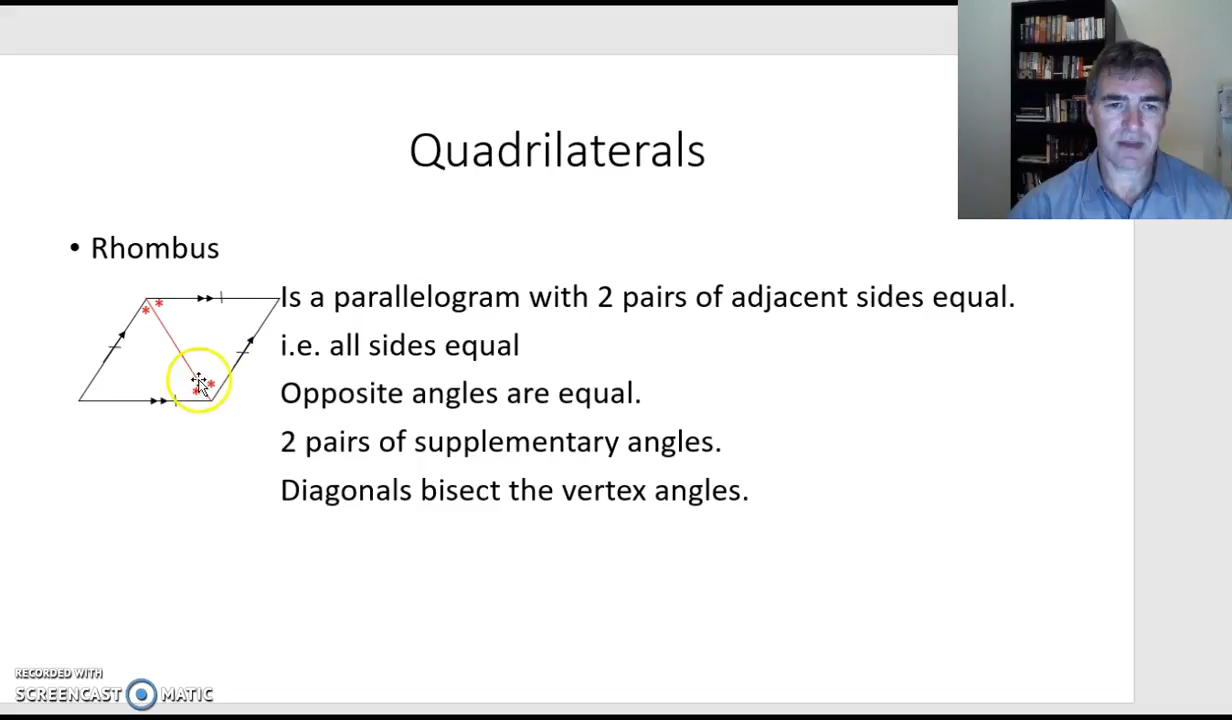 Quadrilaterals
• Rhombus
Is a parallelogram with 2 pairs of adjacent sides equal.
i.e. all sides equal
Opposite angles are equal.
2 pairs of supplementary angles.
Diagonals bisect the vertex angles.
RECORDED WITH
SCREENCAST MATIC